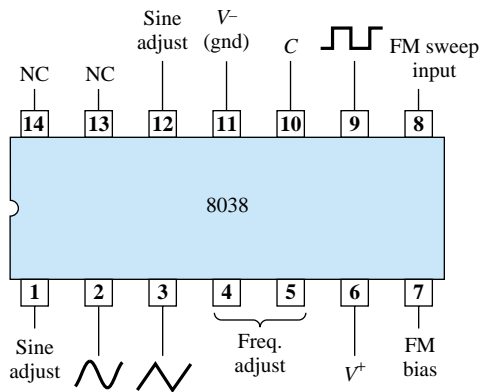 Sine
adjust
V–
(gnd)
C
FM sweep
input
NC
NC
14
13
12
11
10
9
8
8038
1
2
3
4
5
6
7
Sine
adjust
Freq.
adjust
V+
FM
bias